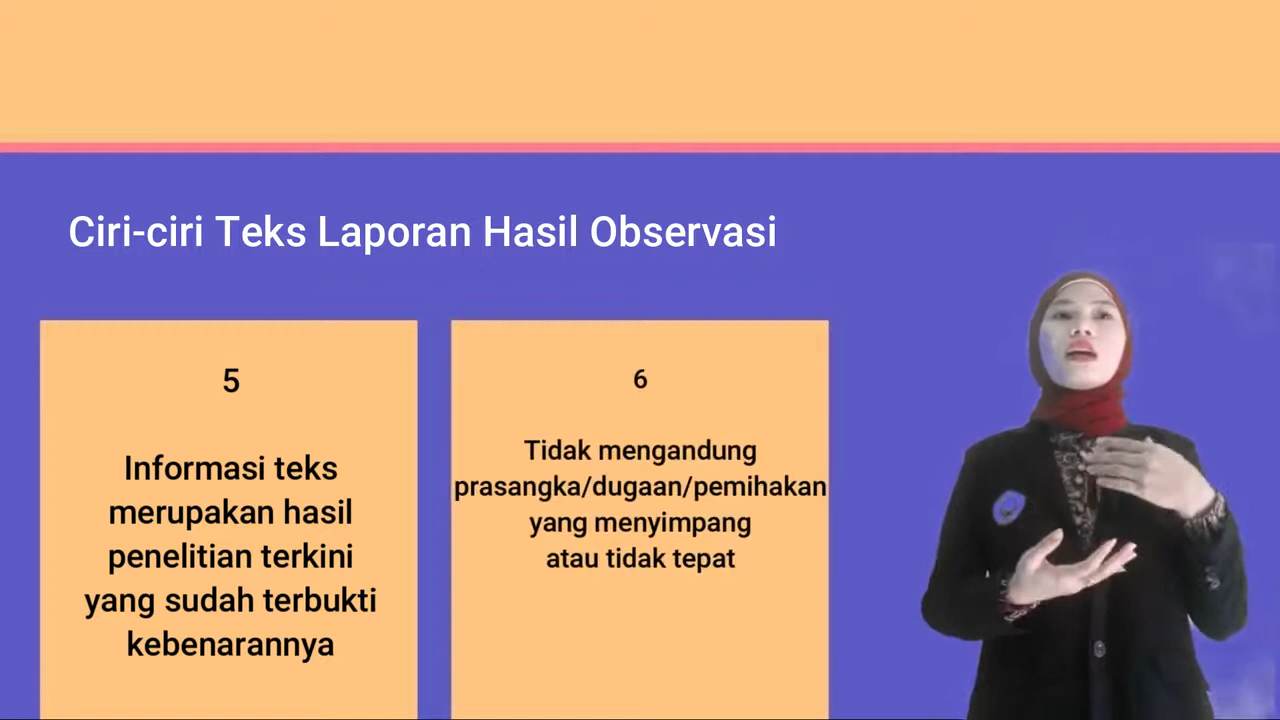 Ciri-ciri Teks Laporan Hasil Observasi
5
Informasi teks
merupakan hasil
penelitian terkini
yang sudah terbukti
kebenarannya
6
Tidak mengandung
prasangka/dugaan/pemihakan
yang menyimpang
atau tidak tepat